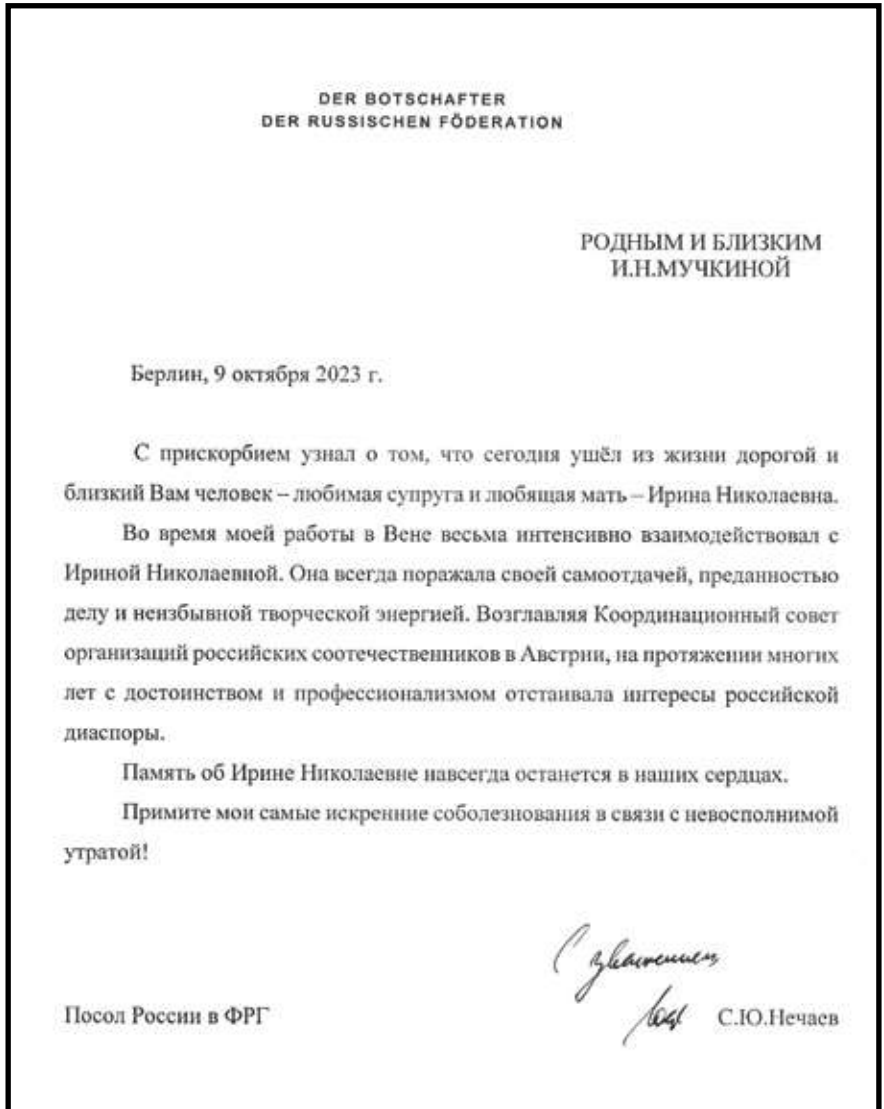 DER BOTSCHAFTER
DER RUSSISCHEN FÖDERATION
РОДНЫМ И БЛИЗКИМ
И.Н.МУЧКИНОЙ
Берлин, 9 октября 2023 г.
С прискорбием узнал о том, что сегодня ушёл из жизни дорогой и
близкий Вам человек – любимая супруга и любящая мать – Ирина Николаевна.
Во время моей работы в Вене весьма интенсивно взаимодействовал с
Ириной Николаевной. Она всегда поражала своей самоотдачей, преданностью
делу и неизбывной творческой энергией. Возглавляя Координационный совет
организаций российских соотечественников в Австрии, на протяжении многих
лет с достоинством и профессионализмом отстаивала интересы российской
диаспоры.
Память об Ирине Николаевне навсегда останется в наших сердцах.
Примите мои самые искренние соболезнования в связи с невосполнимой
утратой!
С уважением
Посол России в ФРГ С.Ю.Нечаев